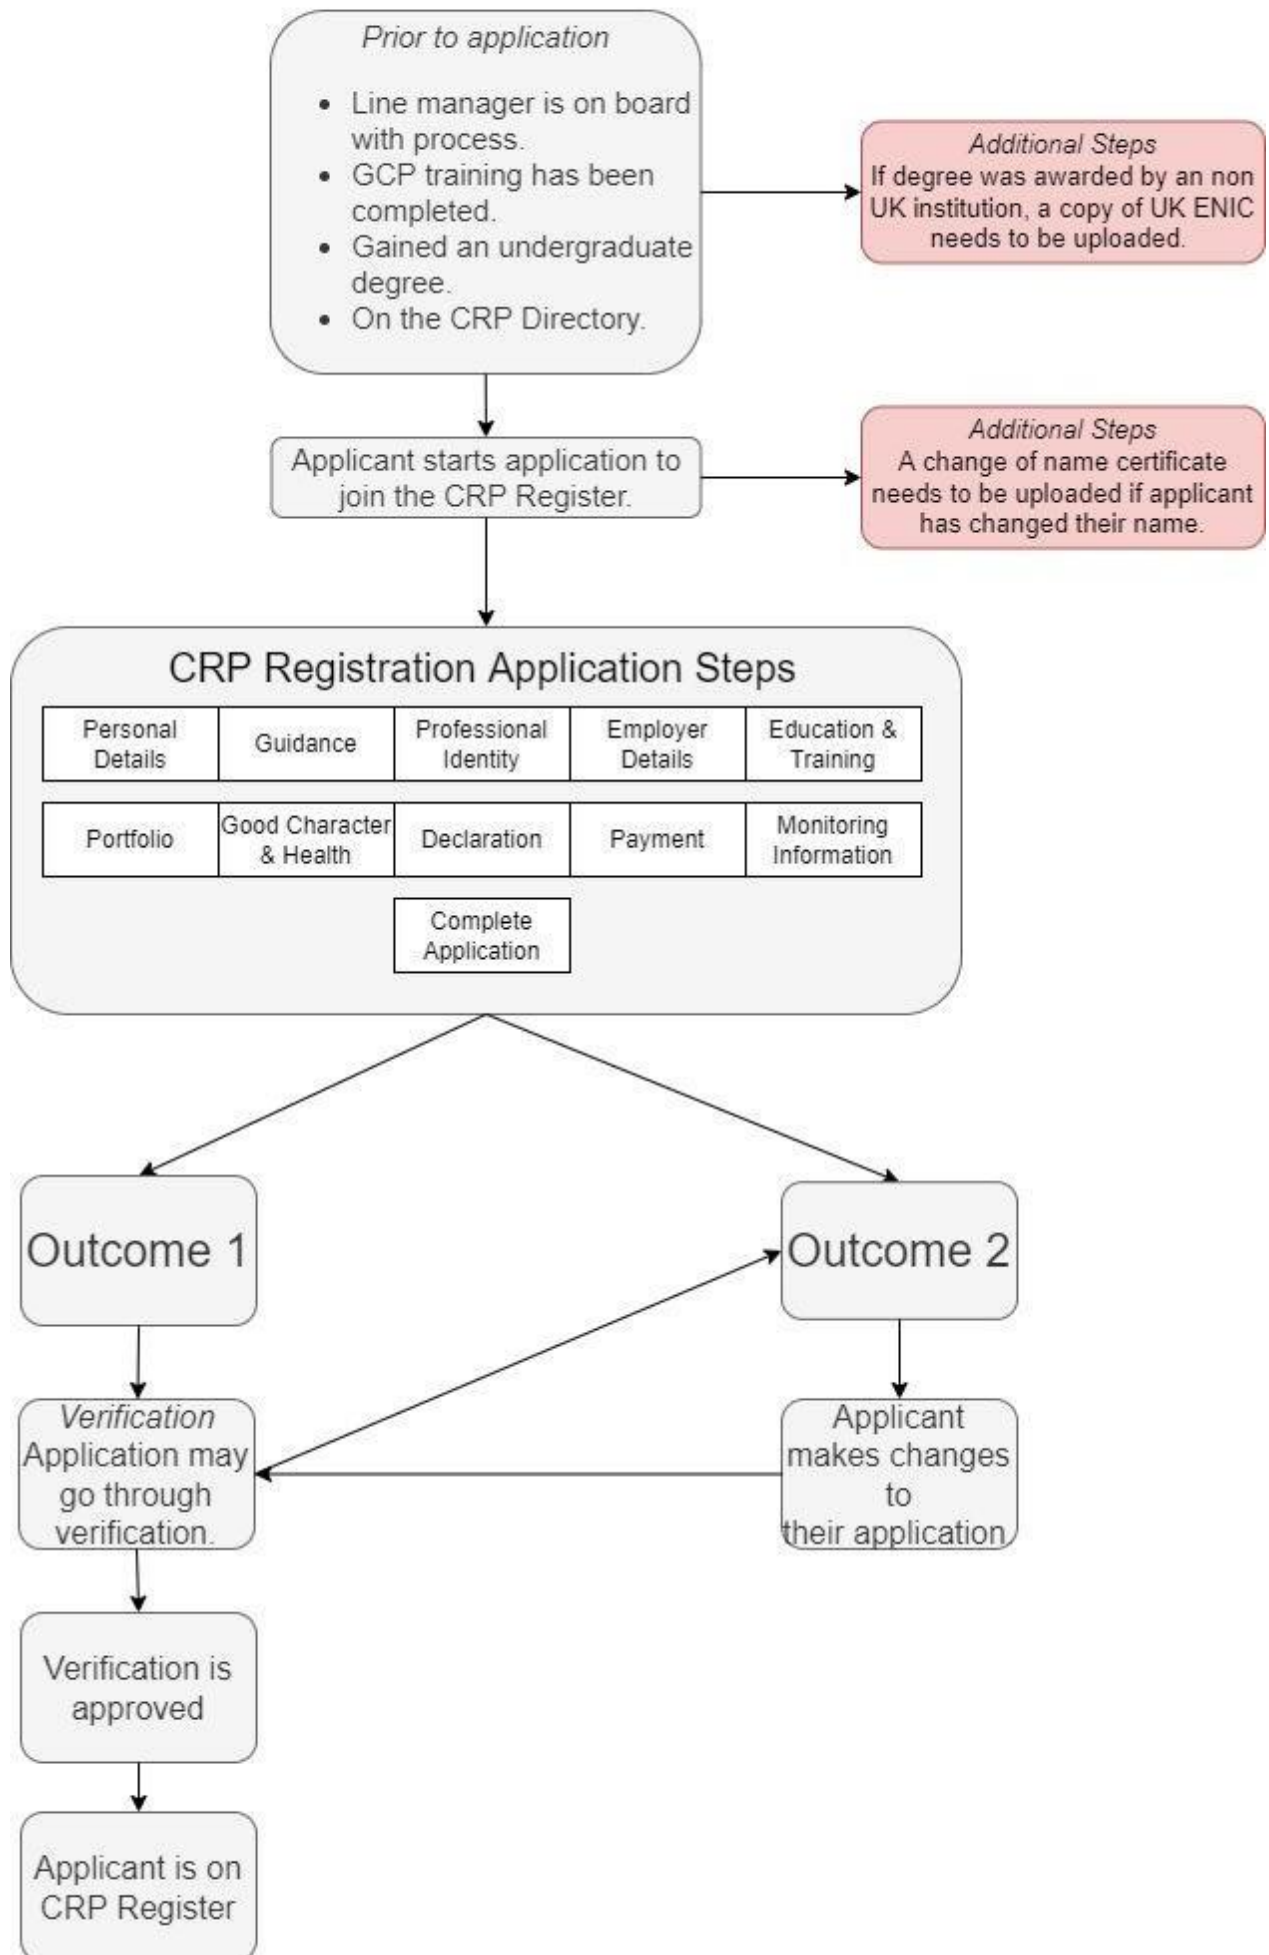 Prior to application
• Line manager is on board
with process.
• GCP training has been
completed.
• Gained an undergraduate
degree.
• On the CRP Directory.
Additional Steps
If degree was awarded by an non
UK institution, a copy of UK ENIC
needs to be uploaded.
Applicant starts application to
join the CRP Register.
Additional Steps
A change of name certificate
needs to be uploaded if applicant
has changed their name.
CRP Registration Application Steps
Personal
Details
Guidance
Professional
Identity
Employer
Details
Education &
Training
Portfolio
Good Character
& Health
Declaration
Payment
Monitoring
Information
Complete
Application
Outcome 1
Outcome 2
Verification
Application may
go through
verification.
Applicant
makes changes
to
their application
Verification is
approved
Applicant is on
CRP Register